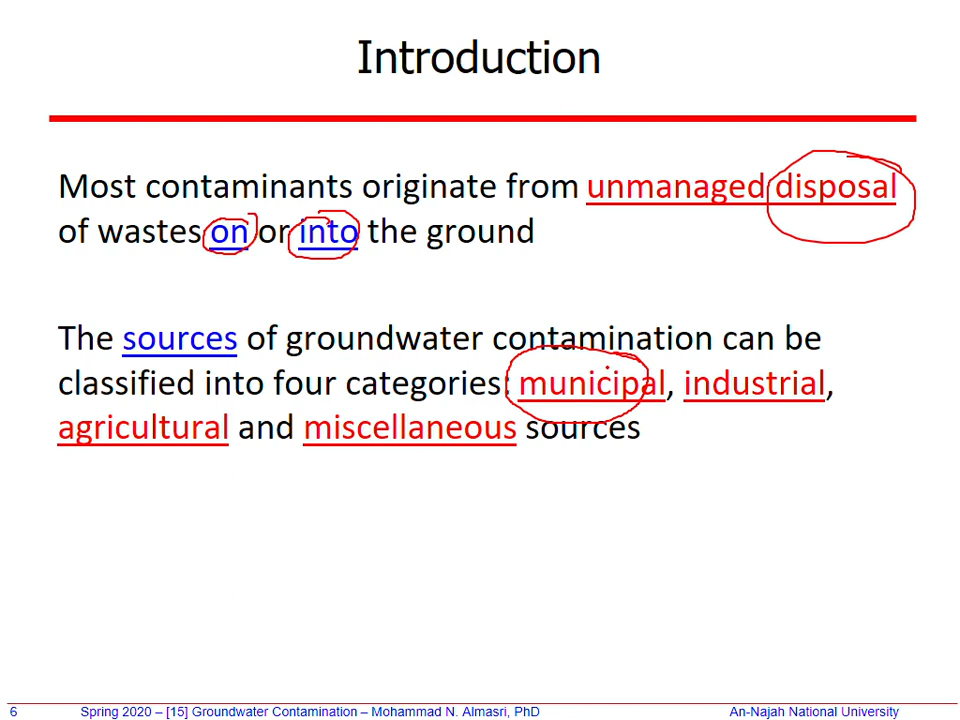 Introduction
Most contaminants originate from unmanaged disposal
of wastes on or into the ground
The sources of groundwater contamination can be
classified into four categories: municipal, industrial,
agricultural and miscellaneous sources
6 Spring 2020 – [15] Groundwater Contamination – Mohammad N. Almasri, PhD An-Najah National University